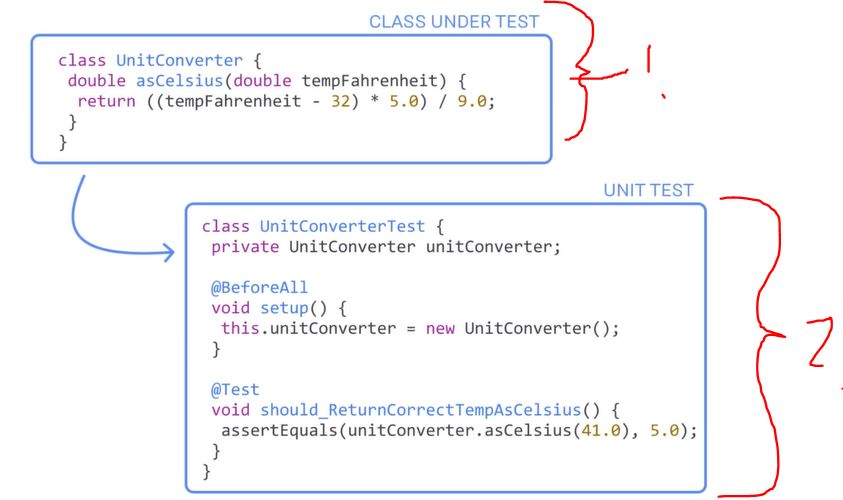 CLASS UNDER TEST
class UnitConverter {
double asCelsius(double tempFahrenheit) {
return ((tempFahrenheit - 32) * 5.0) / 9.0;
}
}
1.
UNIT TEST
class UnitConverterTest {
private UnitConverter unitConverter;
@BeforeAll
void setup() {
this.unitConverter = new UnitConverter();
}
@Test
void should_ReturnCorrectTempAsCelsius() {
assertEquals(unitConverter.asCelsius(41.0), 5.0);
}
}
2.